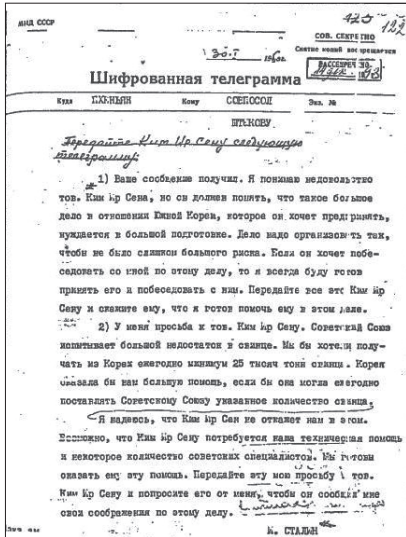 МИД СССР
122
СОВ. СЕКРЕТНО
Снятие копий воспрещается
30.I
РАССЕКРЕЧЕНО
Шифрованная телеграмма
Куда ПХЕНЬЯН Кому СОВПОСОЛ Экз. №
ШТЫКОВУ.
Передайте Ким Ир Сену следующую
телеграмму:
1) Ваше сообщение получил. Я понимаю недовольство
тов. Ким Ир Сена, но он должен понять, что такое большое
дело в отношении Южной Кореи, которое он хочет предпринять,
нуждается в большой подготовке. Дело надо организовать так,
чтобы не было слишком большого риска. Если он хочет побе-
седовать со мной по этому делу, то я всегда буду готов
принять его и побеседовать с ним. Передайте все это Ким Ир
Сену и скажите ему, что я готов помочь ему в этом деле.
2) У меня просьба к тов. Ким Ир Сену. Советский Союз
испытывает большой недостаток в свинце. Мы бы хотели полу-
чать из Кореи ежегодно минимум 25 тысяч тонн свинца. Корея
оказала бы нам большую помощь, если бы она могла ежегодно
поставлять Советскому Союзу указанное количество свинца.
Я надеюсь, что Ким Ир Сен не откажет нам в этом.
Возможно, что Ким Ир Сену потребуется наша техническая помощь
и некоторое количество советских специалистов. Мы готовы
оказать ему эту помощь. Передайте эту мою просьбу тов.
Ким Ир Сену и попросите его от меня, чтобы он сообщил мне
свои соображения по этому делу.
И. СТАЛИН